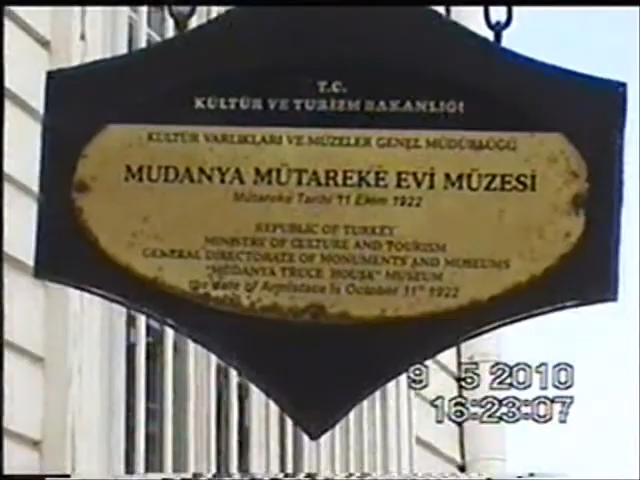 T.C.
KÜLTÜR VE TURİZM BAKANLIĞI
KÜLTÜR VARLIKLARI VE MÜZELER GENEL MÜDÜRLÜĞÜ
MUDANYA MÜTAREKE EVİ MÜZESİ
Mütareke Tarihi 11 Ekim 1922
REPUBLIC OF TURKEY
MINISTRY OF CULTURE AND TOURISM
GENERAL DIRECTORATE OF MONUMENTS AND MUSEUMS
"MUDANYA TRUCE HOUSE" MUSEUM
The date of Armistace is October 11th 1922
9 5 2010
16:23:07